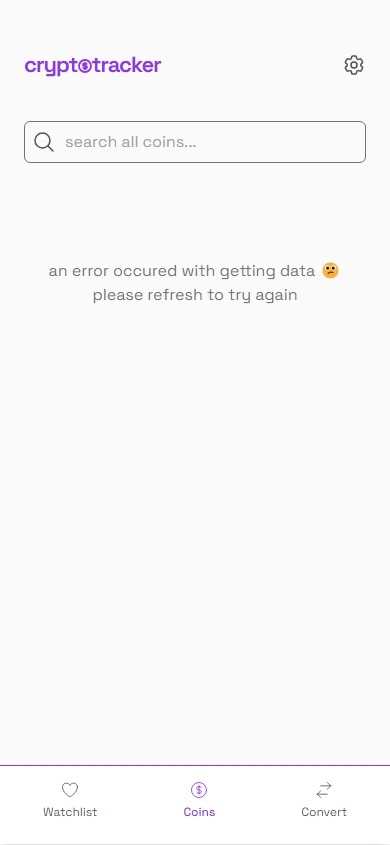 cryptotracker
search all coins...
an error occured with getting data 😕
please refresh to try again
Watchlist
Coins
Convert